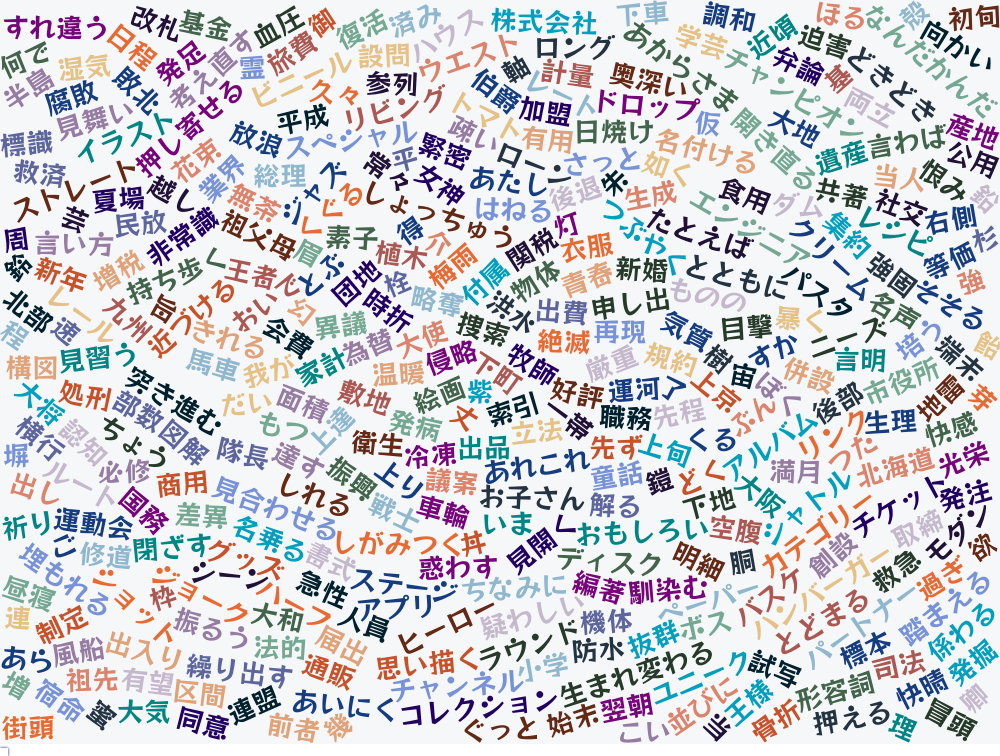 すれ違う
改札
基金
血圧
御
復活
済み
ハウス
株式会社
下車
調和
ほる
なんだかんだ
殻
向かい
初旬
何で
日程
発足
考え直す
霊
旅費
ビニール
設問
ウエスト
ロング
あからさま
学芸
近頃
迫害
どきどき
半島
湿気
腐敗
敗北
寄せる
久々
参列
伯爵
軸
計量
奥深い
チャンピオン
弁論
碁
両立
見舞い
イラスト
押し
平成
リビング
トマト
レート
加盟
ドロップ
仮
聞き直る
大地
産地
標識
放浪
スペシャル
疎い
有用
日焼け
名付ける
遺産
言わば
公用
救済
ストレート
花束
業界
総理
常々
平
緊密
ローン
さっと
如く
当人
恨み
夏場
越し
無茶
ジャズ
くぐる
しょっちゅう
女神
あたし
後退
朱
生成
食用
ダム
共著
社交
芸
民放
非常識
祖父母
眉
素子
得
はねる
灯
つぶやく
たとえば
エンジニア
クリーム
集約
レシピ
右側
周
言い方
植木
介
梅雨
関税
衣服
等価
杉
鈴
新年
増税
持ち歩く
王者
心
とぶ
団地
栓
付属
物体
青春
新婚
とともに
パスタ
強固
そそる
強
北部
速
クレール
九州
旨
近づける
おい
幻
時折
略奪
洪水
出費
申し出
ものの
名声
程
きれる
会費
異議
為替
大使
捜索
絶滅
再現
気質
目撃
暴く
ニーズ
培う
端末
飴
構図
見習う
馬車
我が
家計
温暖
侵略
下町
牧師
厳重
規約
樹
宙
すか
併設
言明
大将
処刑
突き進む
部数
だい
面積
敷地
絵画
紫
索引
好評
運河
上京
ぼく
後部
市役所
地雷
芽
横行
認知
ちょう
図解
もつ
発病
一帯
職務
先程
ぶん
アルバム
リンク
生理
快感
塀
ルート
必修
隊長
達す
振興
衛生
冷凍
出品
立法
先ず
上旬
くる
つた
北海道
光栄
出し
国務
商用
見合わせる
しれる
戦士
上り
議案
あれこれ
童話
鎧
どく
満月
シャトル
チケット
発注
祈り
運動会
差異
名乗る
車輪
お子さん
解る
下地
大阪
カテゴリー
取締
モダン
埋もれる
ご
修道
閉ざす
グッズ
書式
しがみつく
丼
いま
見聞
おもしろい
空腹
創設
欲
昼寝
ジョーク
シーン
ステージ
惑わす
ディスク
明細
胴
バスケ
ハンバーガー
救急
過ぎ
連
制定
枠
ハーフ
急性
アプリ
ちなみに
編著
馴染む
ペーパー
とどまる
パートナー
踏まえる
振るう
大和
人員
ヒーロー
疑わしい
機体
ボス
係わる
あら
風船
出入り
法的
届出
ラウンド
防水
抜群
標本
司法
発掘
増
宿命
祖先
有望
繰り出す
通販
思い描く
チャンネル
小学
生まれ変わる
ユニーク
試写
形容詞
快晴
卿
区間
連盟
あいにく
コレクション
翌朝
王様
街頭
大気
同意
前者
ぐっと
始末
こい
並びに
骨折
押える
理
冒頭